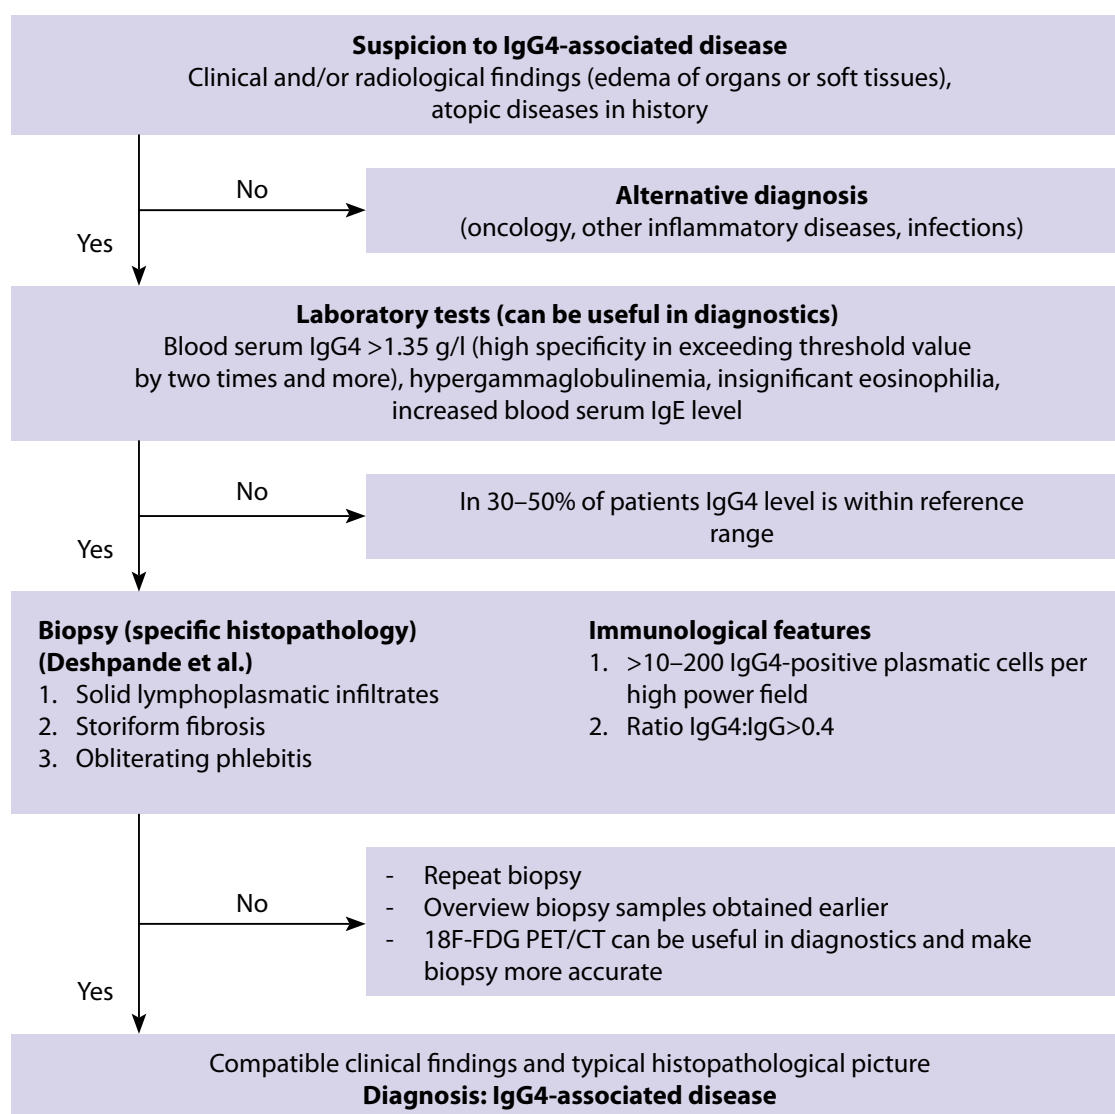 Suspicion to IgG4-associated disease
Clinical and/or radiological findings (edema of organs or soft tissues),
atopic diseases in history
No
Alternative diagnosis
(oncology, other inflammatory diseases, infections)
Yes
Laboratory tests (can be useful in diagnostics)
Blood serum IgG4 >1.35 g/l (high specificity in exceeding threshold value
by two times and more), hypergammaglobulinemia, insignificant eosinophilia,
increased blood serum IgE level
No
In 30–50% of patients IgG4 level is within reference
range
Yes
Biopsy (specific histopathology)
(Deshpande et al.)
1. Solid lymphoplasmatic infiltrates
2. Storiform fibrosis
3. Obliterating phlebitis
Immunological features
1. >10–200 IgG4-positive plasmatic cells per
high power field
2. Ratio IgG4:IgG>0.4
No
- Repeat biopsy
- Overview biopsy samples obtained earlier
- 18F-FDG PET/CT can be useful in diagnostics and make
biopsy more accurate
Yes
Compatible clinical findings and typical histopathological picture
Diagnosis: IgG4-associated disease